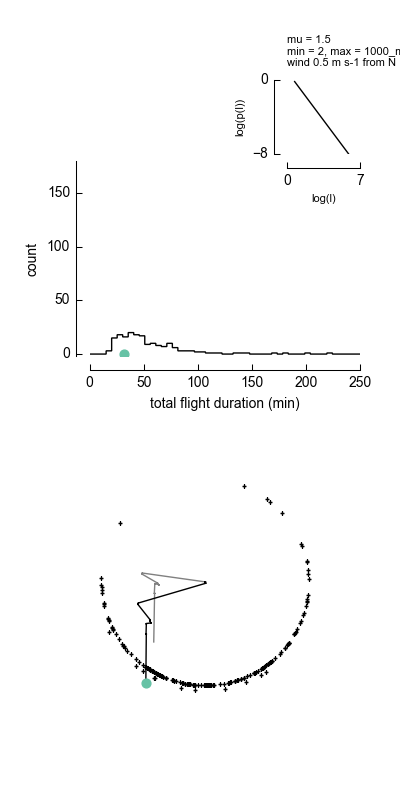 mu = 1.5
min = 2, max = 1000_m
wind 0.5 m s-1 from N
0
log(p(l))
−8
0 7
log(l)
150
100
count
50
0
0 50 100 150 200 250
total flight duration (min)